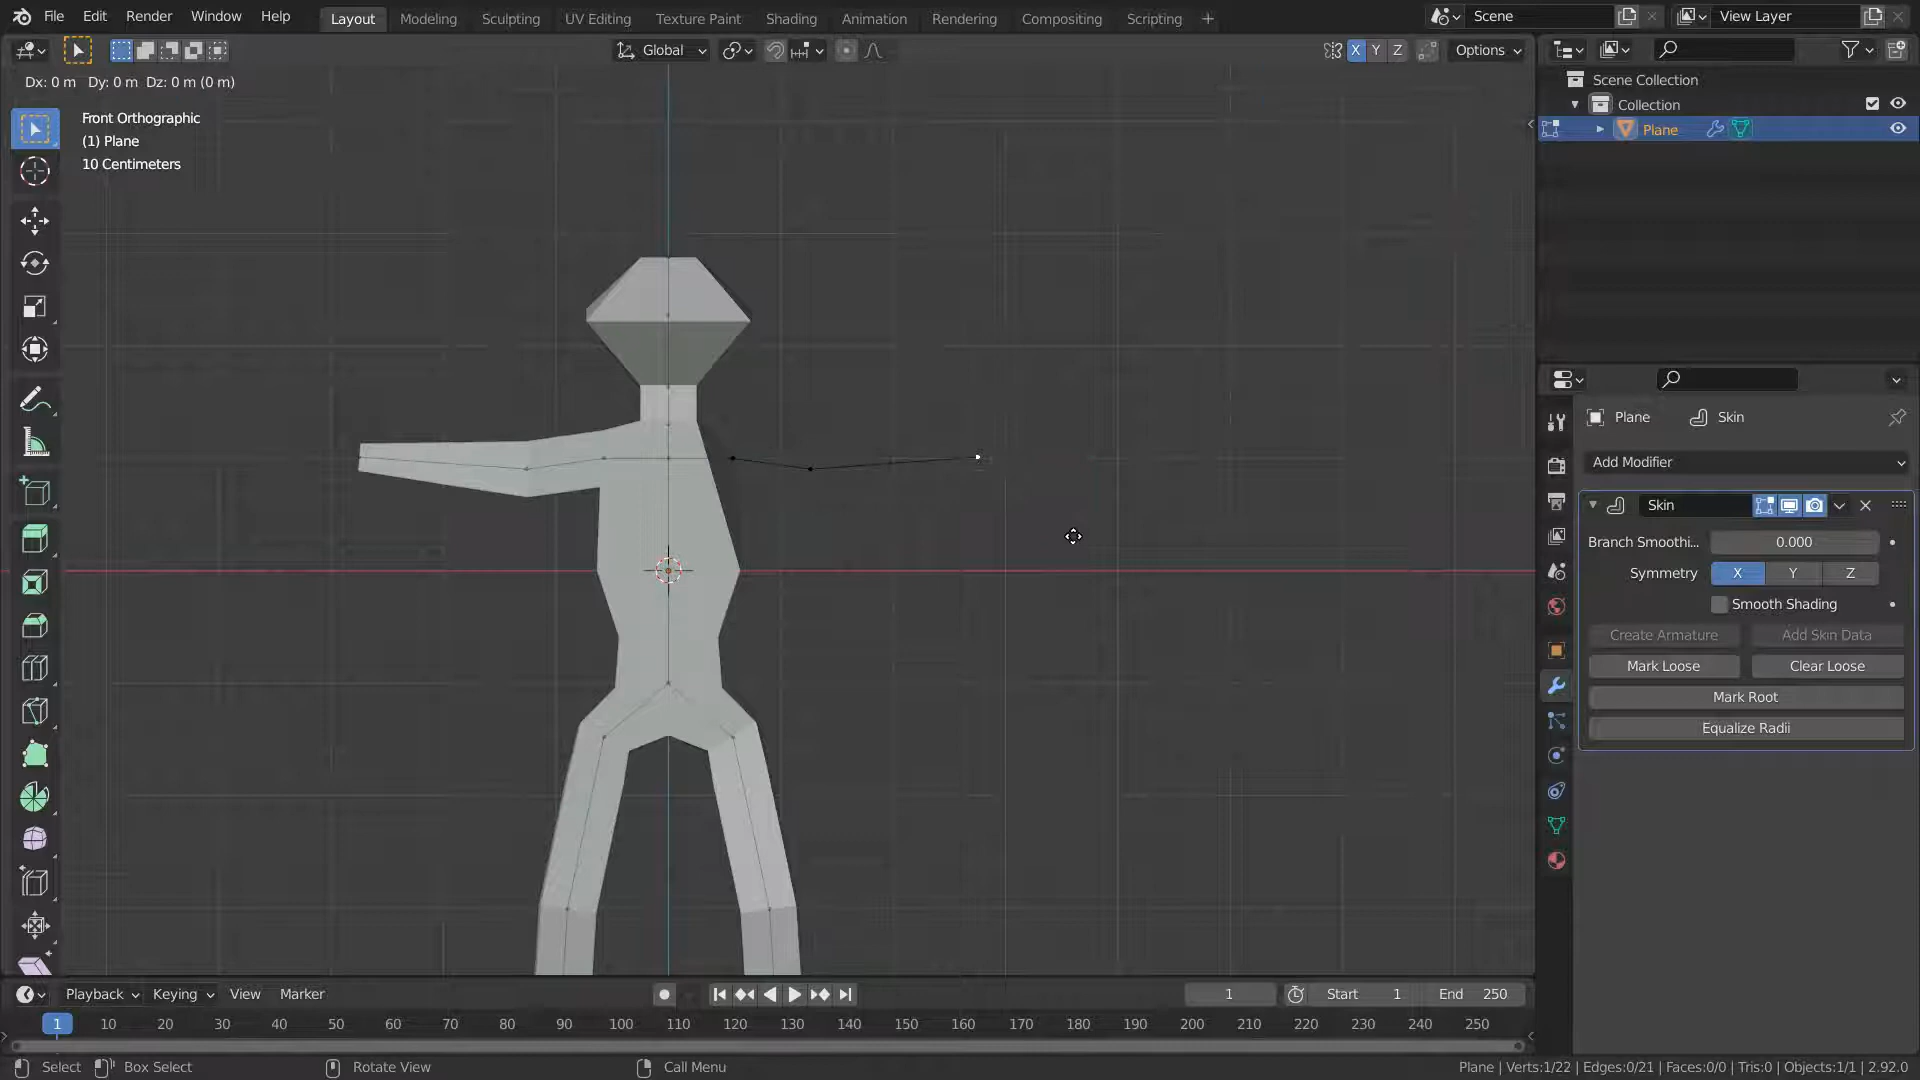 File Edit Render Window Help Layout Modeling Sculpting UV Editing Texture Paint Shading Animation Rendering Compositing Scripting + Scene View Layer
Global X Y Z Options
Dx: 0 m Dy: 0 m Dz: 0 m (0 m)
Front Orthographic
(1) Plane
10 Centimeters
Scene Collection
Collection
Plane
Plane Skin
Add Modifier
Skin
Branch Smoothi... 0.000
Symmetry X Y Z
Smooth Shading
Create Armature Add Skin Data
Mark Loose Clear Loose
Mark Root
Equalize Radii
Playback Keying View Marker 1 Start 1 End 250
1 10 20 30 40 50 60 70 80 90 100 110 120 130 140 150 160 170 180 190 200 210 220 230 240 250
Select Box Select Rotate View Call Menu Plane | Verts:1/22 | Edges:0/21 | Faces:0/0 | Tris:0 | Objects:1/1 | 2.92.0